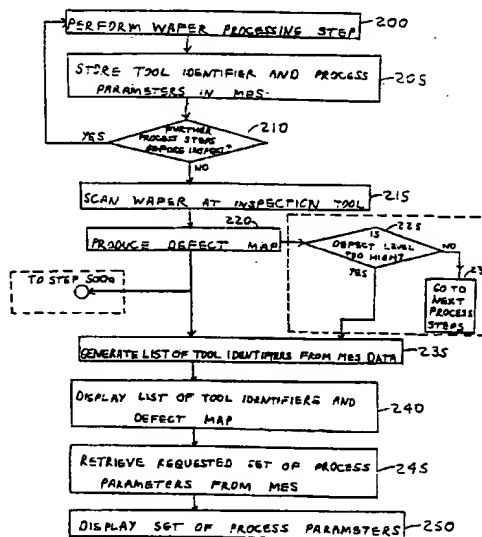 PERFORM WAFER PROCESSING STEP
200
STORE TOOL IDENTIFIER AND PROCESS
PARAMETERS IN MES
205
FURTHER
PROCESS STEPS
BEFORE INSPECT?
210
YES
NO
SCAN WAFER AT INSPECTION TOOL
215
PRODUCE DEFECT MAP
220
IS
DEFECT LEVEL
TOO HIGH?
225
NO
YES
GO TO
NEXT
PROCESS
STEPS
TO STEP 500a
GENERATE LIST OF TOOL IDENTIFIERS FROM MES DATA
235
DISPLAY LIST OF TOOL IDENTIFIERS AND
DEFECT MAP
240
RETRIEVE REQUESTED SET OF PROCESS
PARAMETERS FROM MES
245
DISPLAY SET OF PROCESS PARAMETERS
250